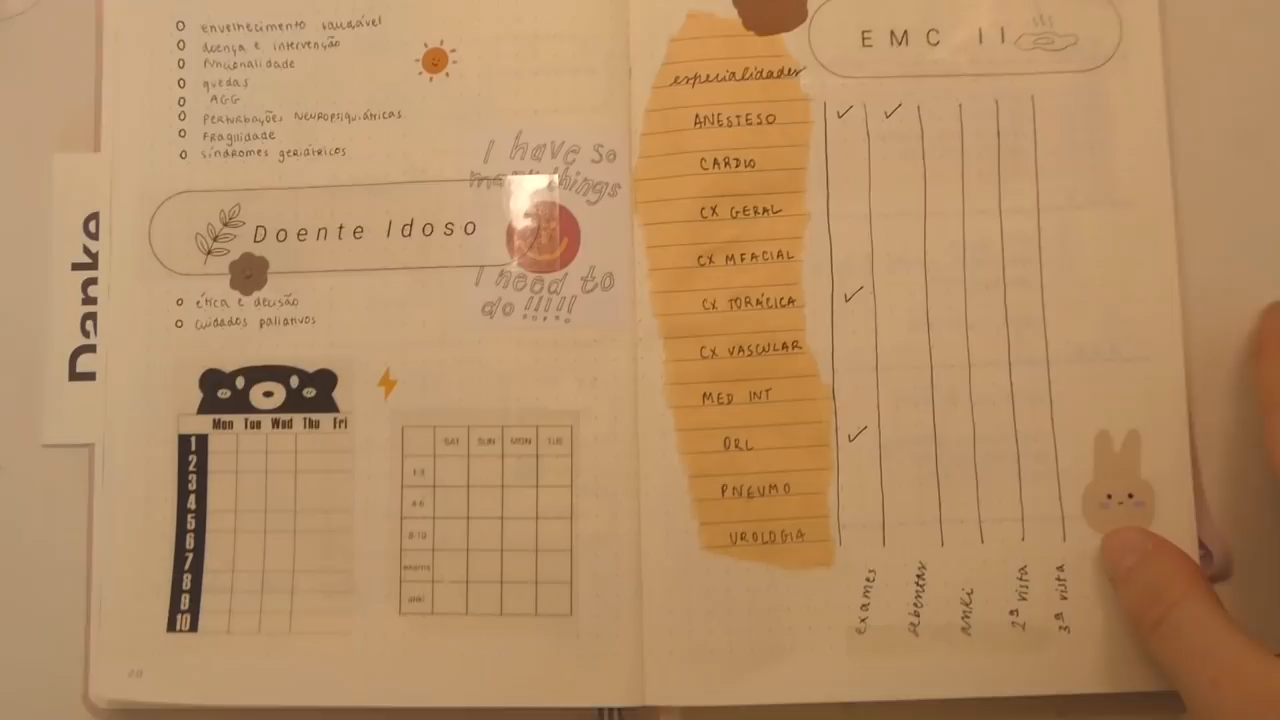 envelhecimento saudável
doença e intervenção
funcionalidade
quedas
AGG
Perturbações Neuropsiquiátricas
Fragilidade
síndromes geriátricos
I have so
many things
Doente Idoso
I need to
do !!!!!
ética e decisão
cuidados paliativos
Danke
Mon Tue Wed Thu Fri
1
2
3
4
5
6
7
8
9
10
SAT SUN MON TUE
1-3
4-6
8-10
exams
20
EMC II
especialidades
ANESTESO
CARDIO
CX GERAL
CX MFACIAL
CX TORÁCICA
CX VASCULAR
MED INT
ORL
PNEUMO
UROLOGIA
exames
sebentas
anki
2ª vista
3ª vista